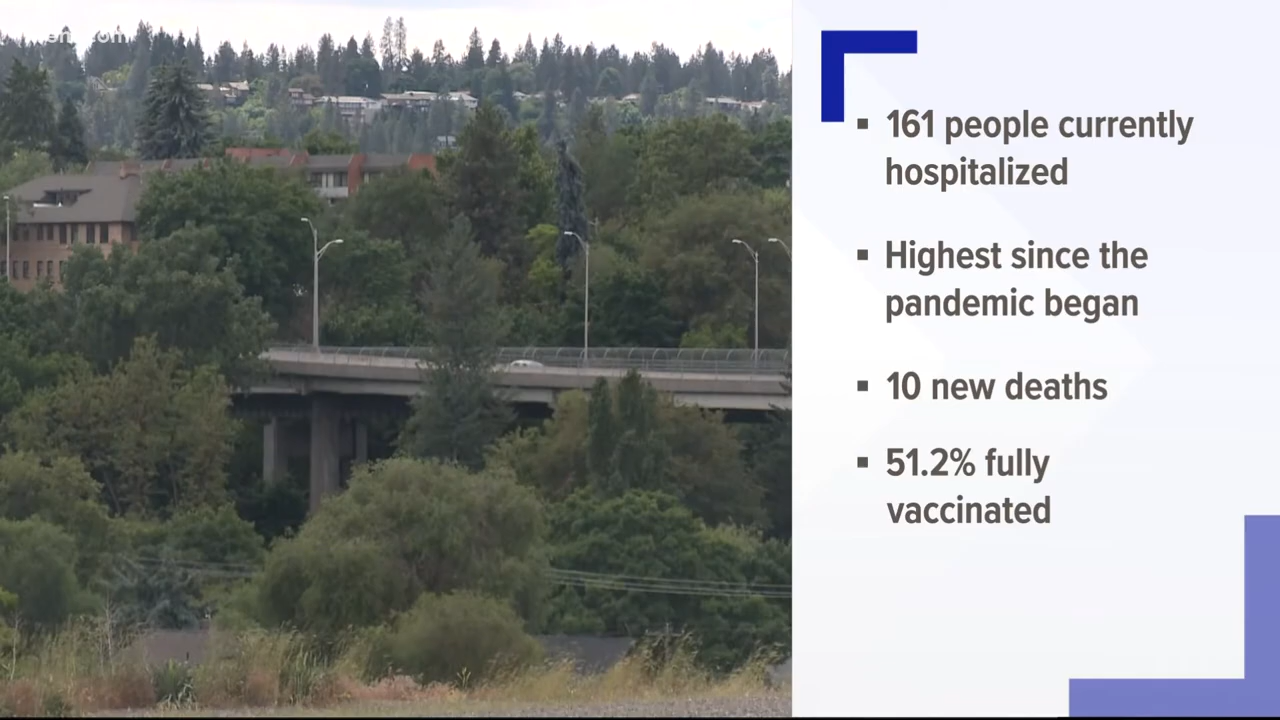 ▪ 161 people currently
hospitalized
▪ Highest since the
pandemic began
▪ 10 new deaths
▪ 51.2% fully
vaccinated